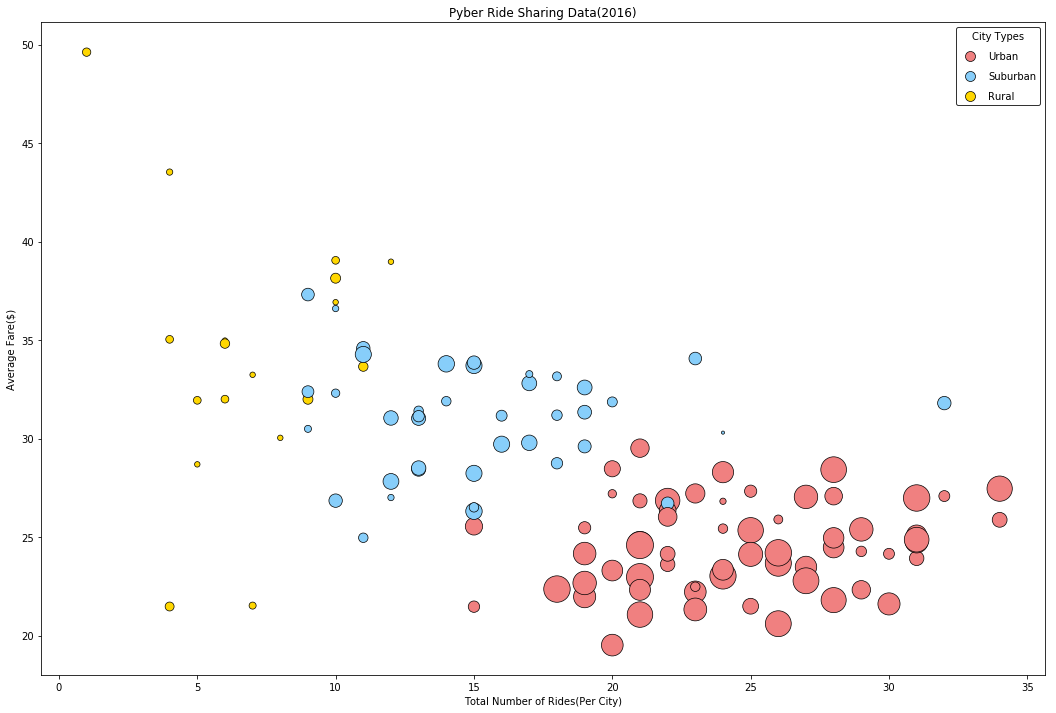 Pyber Ride Sharing Data(2016)
City Types
Urban
Suburban
Rural
Average Fare($)
50
45
40
35
30
25
20
0 5 10 15 20 25 30 35
Total Number of Rides(Per City)